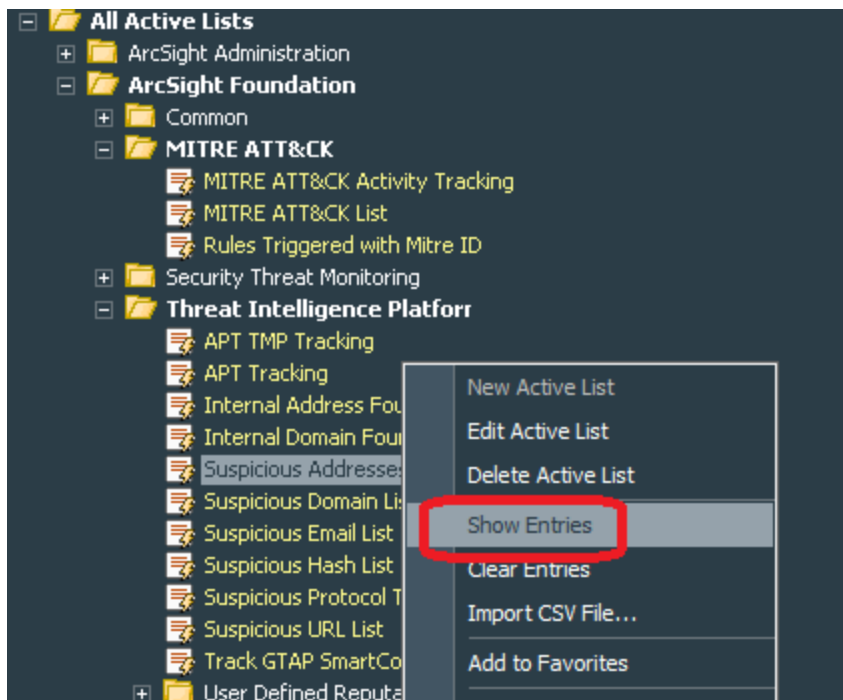 All Active Lists
ArcSight Administration
ArcSight Foundation
Common
MITRE ATT&CK
MITRE ATT&CK Activity Tracking
MITRE ATT&CK List
Rules Triggered with Mitre ID
Security Threat Monitoring
Threat Intelligence Platfor
APT TMP Tracking
APT Tracking
Internal Address Fou
Internal Domain Four
Suspicious Addresses
Suspicious Domain Li
Suspicious Email List
Suspicious Hash List
Suspicious Protocol T
Suspicious URL List
Track GTAP SmartCo
User Defined Reputa
New Active List
Edit Active List
Delete Active List
Show Entries
Clear Entries
Import CSV File...
Add to Favorites